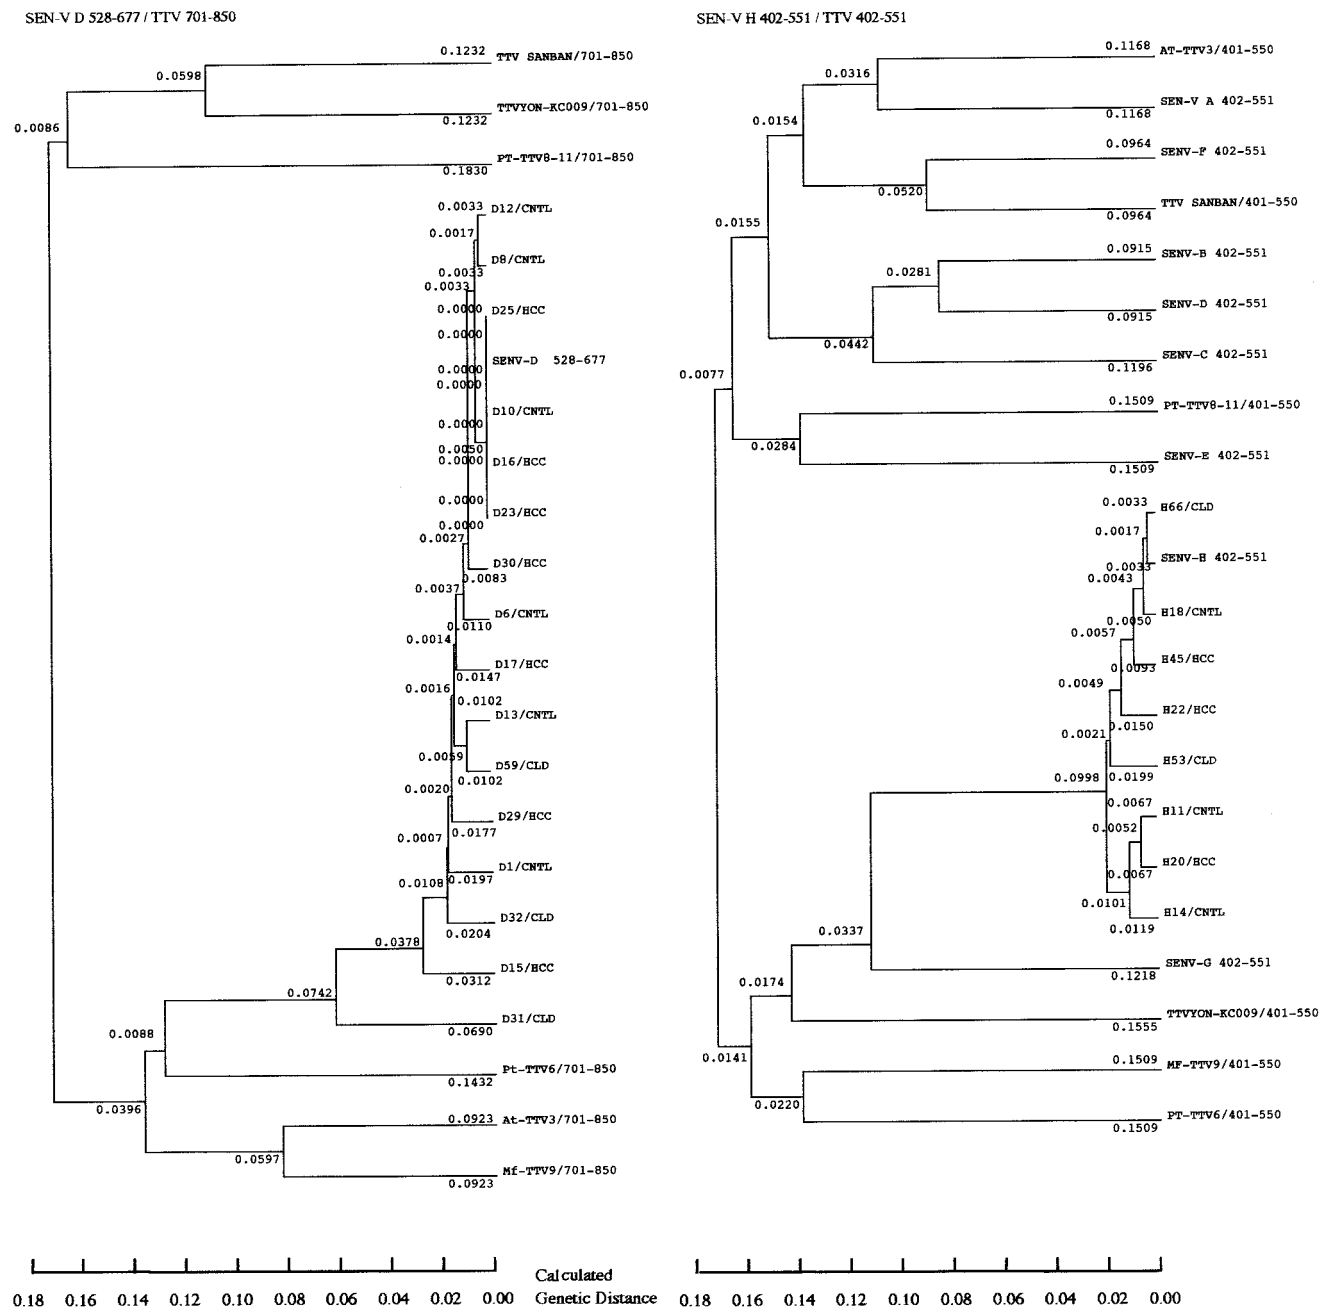 SEN-V D 528-677 / TTV 701-850
0.1232
TTV SANBAN/701-850
0.0598
TTVYON-KC009/701-850
0.1232
0.0086
PT-TTV8-11/701-850
0.1830
0.0033
D12/CNTL
0.0017
D8/CNTL
0.0033
0.0033
0.0000
D25/HCC
0.0000
SENV-D 528-677
0.0000
0.0000
D10/CNTL
0.0000
0.0050
0.0000
D16/HCC
0.0000
D23/HCC
0.0000
0.0027
D30/HCC
0.0083
0.0037
D6/CNTL
0.0110
0.0014
D17/HCC
0.0147
0.0016
0.0102
D13/CNTL
0.0059
D59/CLD
0.0102
0.0020
D29/HCC
0.0177
0.0007
D1/CNTL
0.0197
0.0108
D32/CLD
0.0204
0.0378
D15/HCC
0.0312
0.0742
D31/CLD
0.0690
0.0088
Pt-TTV6/701-850
0.1432
0.0396
0.0923
At-TTV3/701-850
0.0597
Mf-TTV9/701-850
0.0923
0.18 0.16 0.14 0.12 0.10 0.08 0.06 0.04 0.02 0.00
Calculated
Genetic Distance
SEN-V H 402-551 / TTV 402-551
0.1168
AT-TTV3/401-550
0.0316
SEN-V A 402-551
0.1168
0.0154
0.0964
SENV-F 402-551
0.0520
TTV SANBAN/401-550
0.0964
0.0155
0.0915
SENV-B 402-551
0.0281
SENV-D 402-551
0.0915
0.0442
SENV-C 402-551
0.1196
0.0077
0.1509
PT-TTV8-11/401-550
0.0284
SENV-E 402-551
0.1509
0.0033
H66/CLD
0.0017
SENV-H 402-551
0.0033
0.0043
H18/CNTL
0.0050
0.0057
H45/HCC
0.0093
0.0049
H22/HCC
0.0150
0.0021
H53/CLD
0.0199
0.0998
0.0067
H11/CNTL
0.0052
H20/HCC
0.0067
0.0101
H14/CNTL
0.0119
0.0337
SENV-G 402-551
0.1218
0.0174
TTVYON-KC009/401-550
0.1555
0.0141
0.1509
MF-TTV9/401-550
0.0220
PT-TTV6/401-550
0.1509
0.18 0.16 0.14 0.12 0.10 0.08 0.06 0.04 0.02 0.00